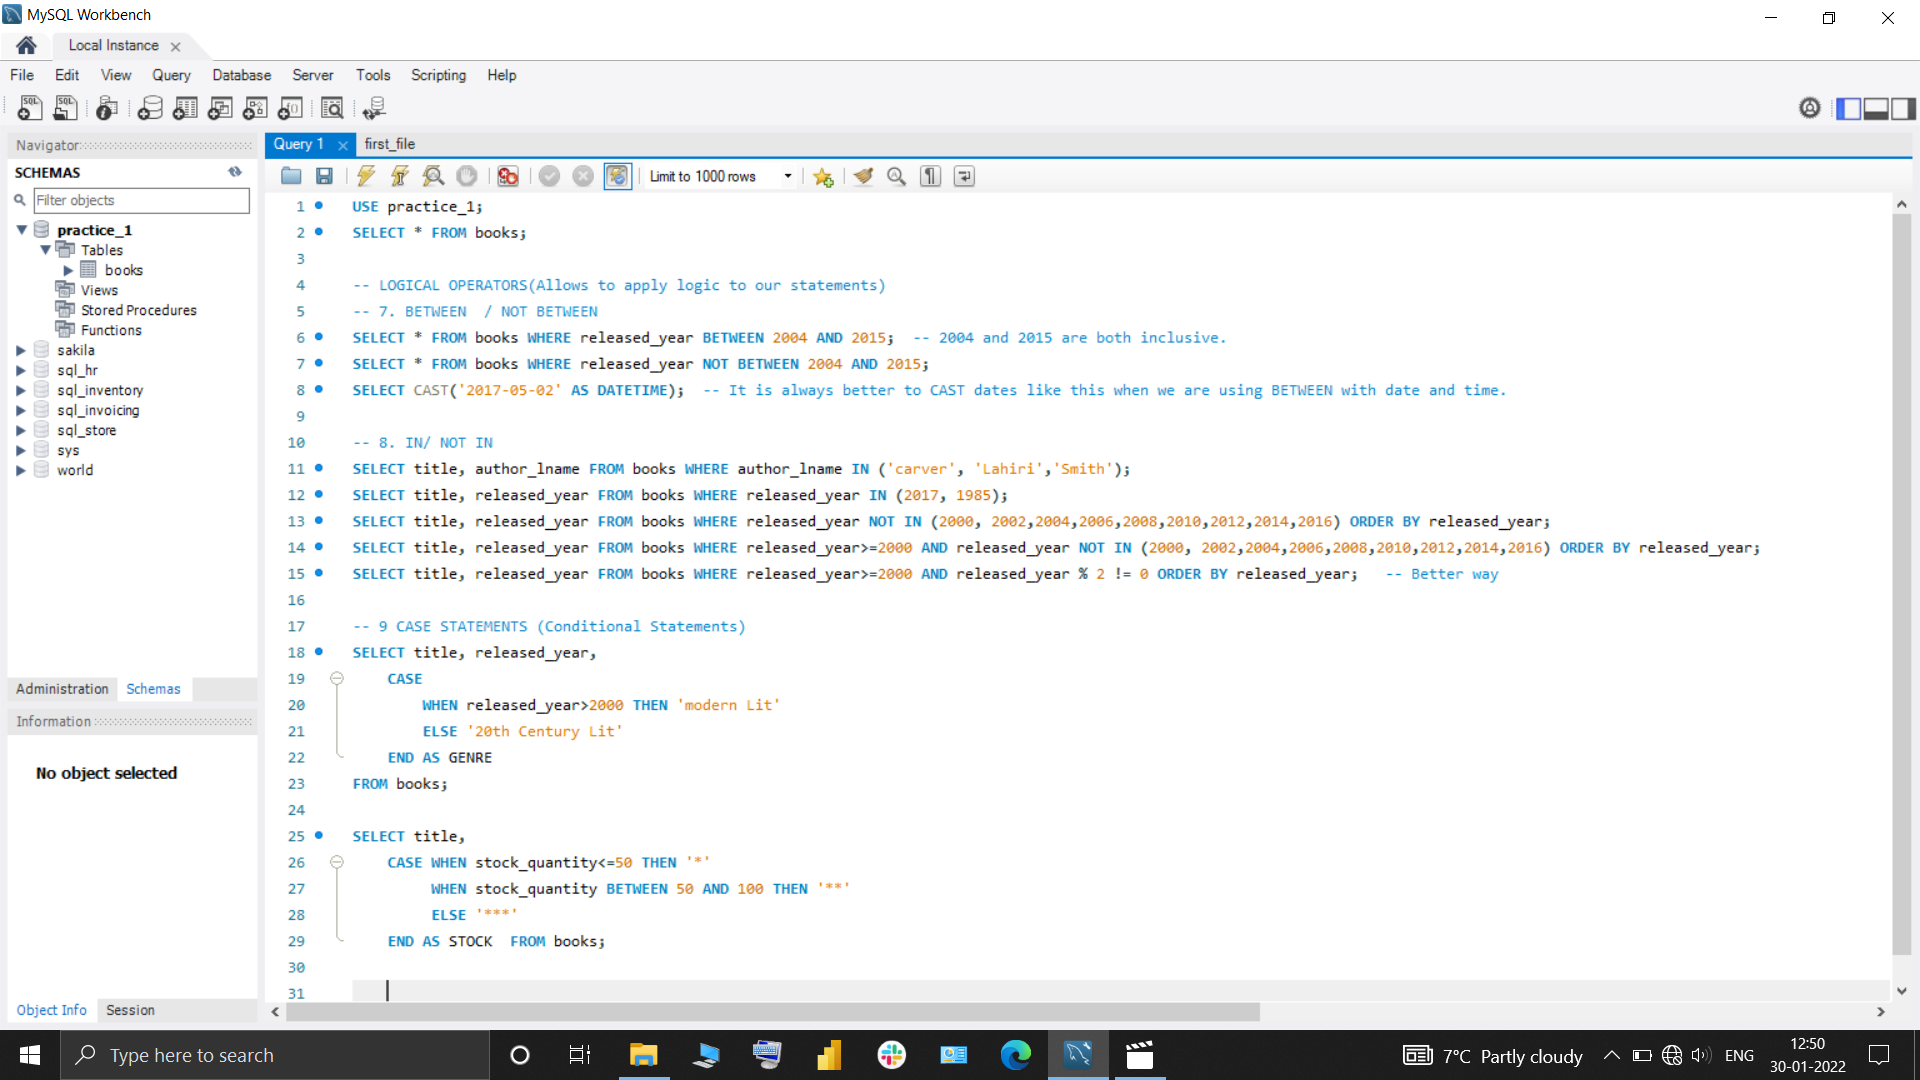 MySQL Workbench
Local Instance
File Edit View Query Database Server Tools Scripting Help
Navigator
SCHEMAS
Filter objects
practice_1
Tables
books
Views
Stored Procedures
Functions
sakila
sql_hr
sql_inventory
sql_invoicing
sql_store
sys
world
Administration Schemas
Information
No object selected
Object Info Session
Query 1 first_file
Limit to 1000 rows
1 USE practice_1;
2 SELECT * FROM books;
3
4 -- LOGICAL OPERATORS(Allows to apply logic to our statements)
5 -- 7. BETWEEN  / NOT BETWEEN
6 SELECT * FROM books WHERE released_year BETWEEN 2004 AND 2015;  -- 2004 and 2015 are both inclusive.
7 SELECT * FROM books WHERE released_year NOT BETWEEN 2004 AND 2015;
8 SELECT CAST('2017-05-02' AS DATETIME);  -- It is always better to CAST dates like this when we are using BETWEEN with date and time.
9
10 -- 8. IN/ NOT IN
11 SELECT title, author_lname FROM books WHERE author_lname IN ('carver', 'Lahiri','Smith');
12 SELECT title, released_year FROM books WHERE released_year IN (2017, 1985);
13 SELECT title, released_year FROM books WHERE released_year NOT IN (2000, 2002,2004,2006,2008,2010,2012,2014,2016) ORDER BY released_year;
14 SELECT title, released_year FROM books WHERE released_year>=2000 AND released_year NOT IN (2000, 2002,2004,2006,2008,2010,2012,2014,2016) ORDER BY released_year;
15 SELECT title, released_year FROM books WHERE released_year>=2000 AND released_year % 2 != 0 ORDER BY released_year;   -- Better way
16
17 -- 9 CASE STATEMENTS (Conditional Statements)
18 SELECT title, released_year,
19     CASE
20         WHEN released_year>2000 THEN 'modern Lit'
21         ELSE '20th Century Lit'
22     END AS GENRE
23 FROM books;
24
25 SELECT title,
26     CASE WHEN stock_quantity<=50 THEN '*'
27          WHEN stock_quantity BETWEEN 50 AND 100 THEN '**'
28          ELSE '***'
29     END AS STOCK  FROM books;
30
31
Type here to search
7°C Partly cloudy
ENG
12:50
30-01-2022